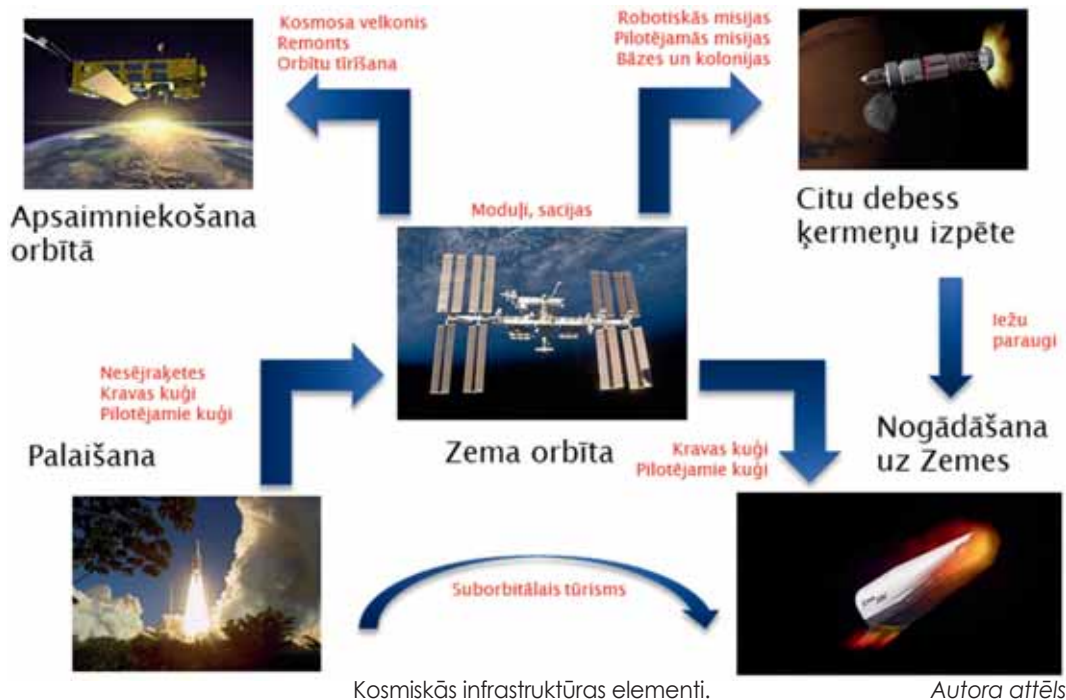 Kosmosa velkonis
Remonts
Orbītu tīrīšana
Robotiskās misijas
Pilotējamās misijas
Bāzes un kolonijas
Apsaimniekošana
orbītā
Moduļi, sacijas
Citu debess
ķermeņu izpēte
Iežu
paraugi
Nesējraķetes
Kravas kuģi
Pilotējamie kuģi
Palaišana
Zema orbīta
Kravas kuģi
Pilotējamie kuģi
Nogādāšana
uz Zemes
Suborbitālais tūrisms
Kosmiskās infrastruktūras elementi.
Autora attēls